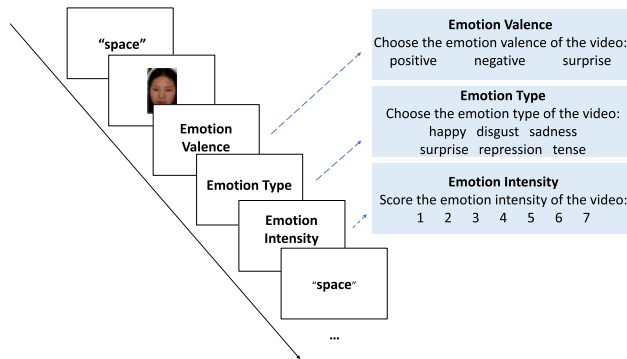 “space”
Emotion
Valence
Emotion Type
Emotion
Intensity
“space”
...
Emotion Valence
Choose the emotion valence of the video:
positive negative surprise
Emotion Type
Choose the emotion type of the video:
happy disgust sadness
surprise repression tense
Emotion Intensity
Score the emotion intensity of the video:
1 2 3 4 5 6 7